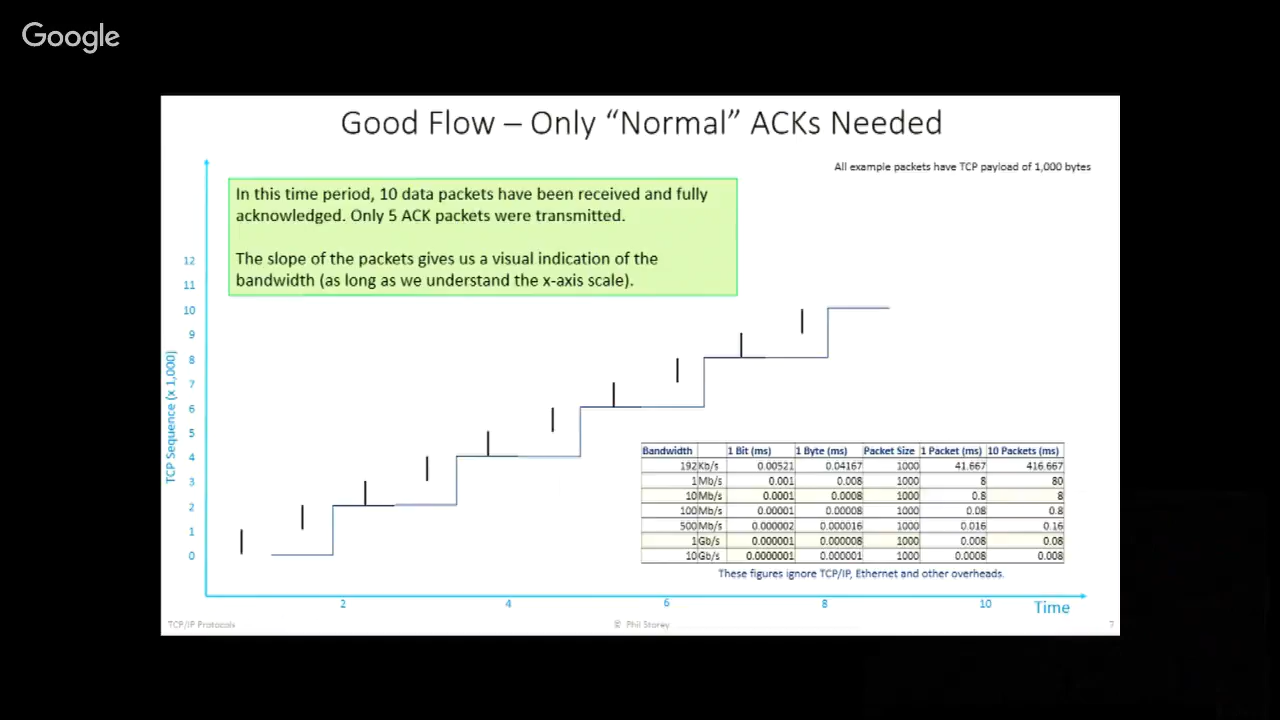 Google
Good Flow – Only “Normal” ACKs Needed
All example packets have TCP payload of 1,000 bytes
In this time period, 10 data packets have been received and fully
acknowledged. Only 5 ACK packets were transmitted.
The slope of the packets gives us a visual indication of the
bandwidth (as long as we understand the x-axis scale).
12
11
10
9
8
7
6
5
4
3
2
1
0
TCP Sequence (x 1,000)
Bandwidth 1 Bit (ms) 1 Byte (ms) Packet Size 1 Packet (ms) 10 Packets (ms)
192 Kb/s 0.00521 0.04167 1000 41.667 416.667
1 Mb/s 0.001 0.008 1000 8 80
10 Mb/s 0.0001 0.0008 1000 0.8 8
100 Mb/s 0.00001 0.00008 1000 0.08 0.8
500 Mb/s 0.000002 0.000016 1000 0.016 0.16
1 Gb/s 0.000001 0.000008 1000 0.008 0.08
10 Gb/s 0.0000001 0.000001 1000 0.0008 0.008
These figures ignore TCP/IP, Ethernet and other overheads.
2 4 6 8 10 Time
TCP/IP Protocols © Phil Storey 7